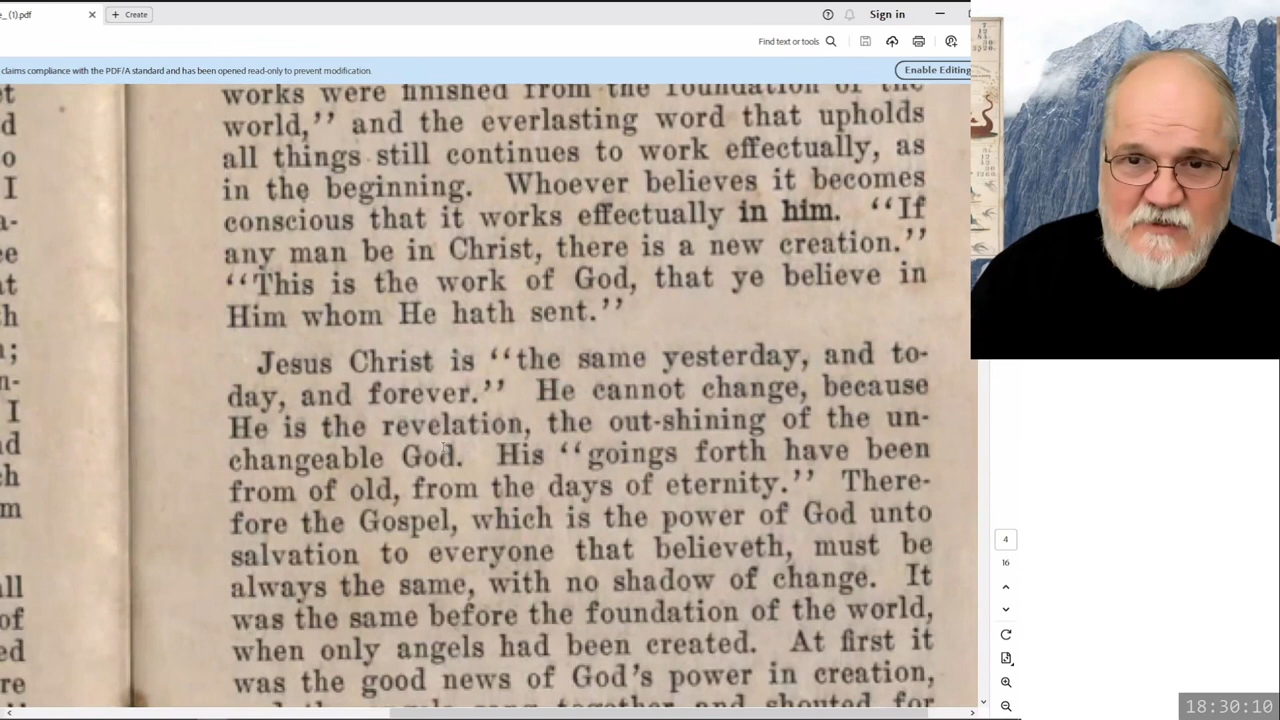 e_ (1).pdf
Create
Sign in
Find text or tools
claims compliance with the PDF/A standard and has been opened read-only to prevent modification.
Enable Editing
works were finished from the foundation of the
world,’’ and the everlasting word that upholds
all things still continues to work effectually, as
in the beginning. Whoever believes it becomes
conscious that it works effectually in him. ‘‘If
any man be in Christ, there is a new creation.’’
‘‘This is the work of God, that ye believe in
Him whom He hath sent.’’
Jesus Christ is ‘‘the same yesterday, and to-
day, and forever.’’ He cannot change, because
He is the revelation, the out-shining of the un-
changeable God. His ‘‘goings forth have been
from of old, from the days of eternity.’’ There-
fore the Gospel, which is the power of God unto
salvation to everyone that believeth, must be
always the same, with no shadow of change. It
was the same before the foundation of the world,
when only angels had been created. At first it
was the good news of God’s power in creation,
together and shouted for
4
16
18:30:10